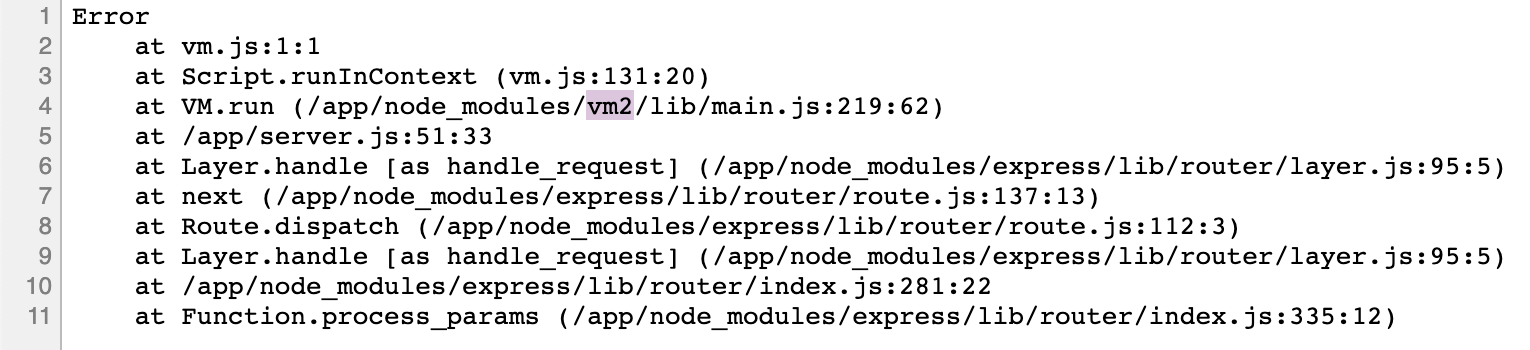 1 Error
2 at vm.js:1:1
3 at Script.runInContext (vm.js:131:20)
4 at VM.run (/app/node_modules/vm2/lib/main.js:219:62)
5 at /app/server.js:51:33
6 at Layer.handle [as handle_request] (/app/node_modules/express/lib/router/layer.js:95:5)
7 at next (/app/node_modules/express/lib/router/route.js:137:13)
8 at Route.dispatch (/app/node_modules/express/lib/router/route.js:112:3)
9 at Layer.handle [as handle_request] (/app/node_modules/express/lib/router/layer.js:95:5)
10 at /app/node_modules/express/lib/router/index.js:281:22
11 at Function.process_params (/app/node_modules/express/lib/router/index.js:335:12)